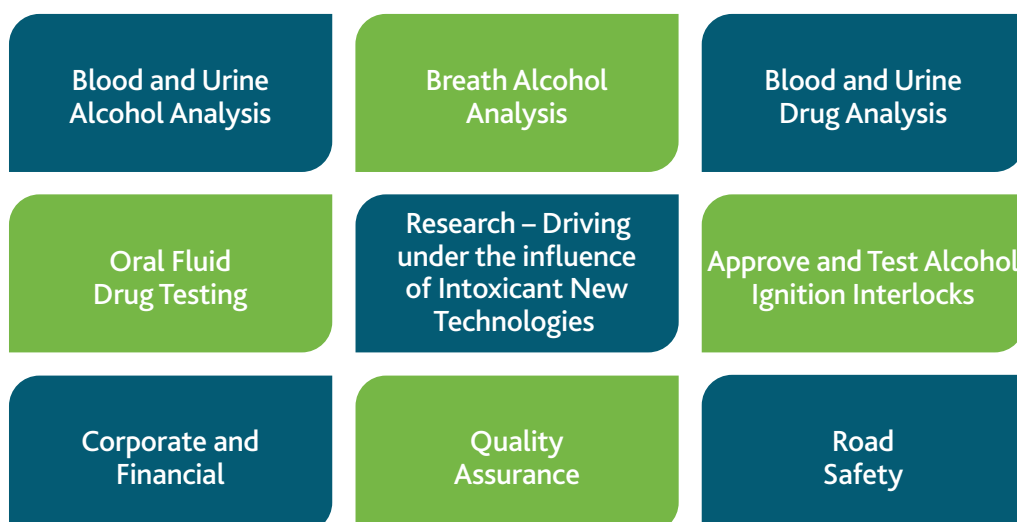 Blood and Urine
Alcohol Analysis
Breath Alcohol
Analysis
Blood and Urine
Drug Analysis
Oral Fluid
Drug Testing
Research – Driving
under the influence
of Intoxicant New
Technologies
Approve and Test Alcohol
Ignition Interlocks
Corporate and
Financial
Quality
Assurance
Road
Safety